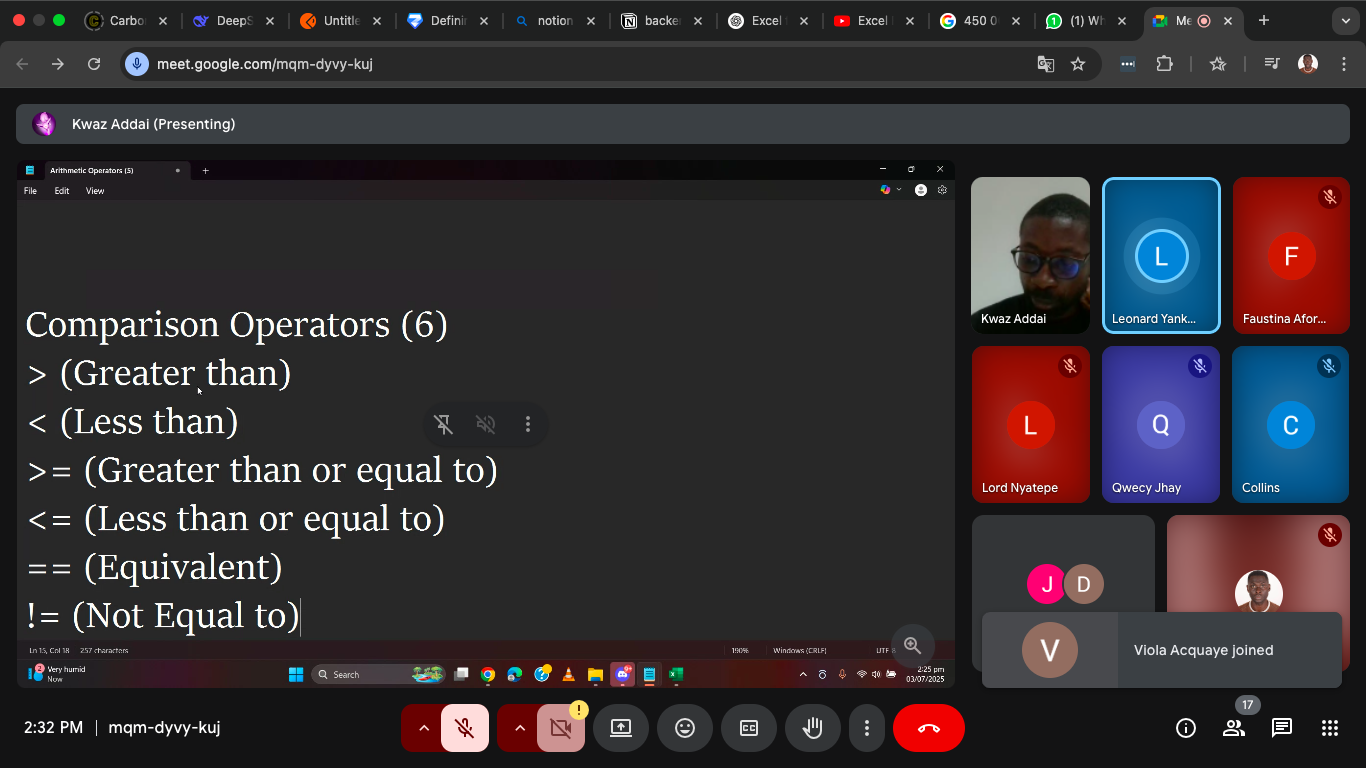 Carbo
DeepS
Untitle
Defini
notion
backe
Excel
Excel
450 0
(1) Wh
Me
meet.google.com/mqm-dyvy-kuj
Kwaz Addai (Presenting)
Arithmetic Operators (5)
File Edit View
Comparison Operators (6)
> (Greater than)
< (Less than)
>= (Greater than or equal to)
<= (Less than or equal to)
== (Equivalent)
!= (Not Equal to)
Ln 15, Col 18 257 characters 190% Windows (CRLF) UTF
2 Very humid
Now
Search
2:25 pm
03/07/2025
Kwaz Addai
L
Leonard Yank...
F
Faustina Afor...
L
Lord Nyatepe
Q
Qwecy Jhay
C
Collins
J D
V
Viola Acquaye joined
2:32 PM | mqm-dyvy-kuj
17